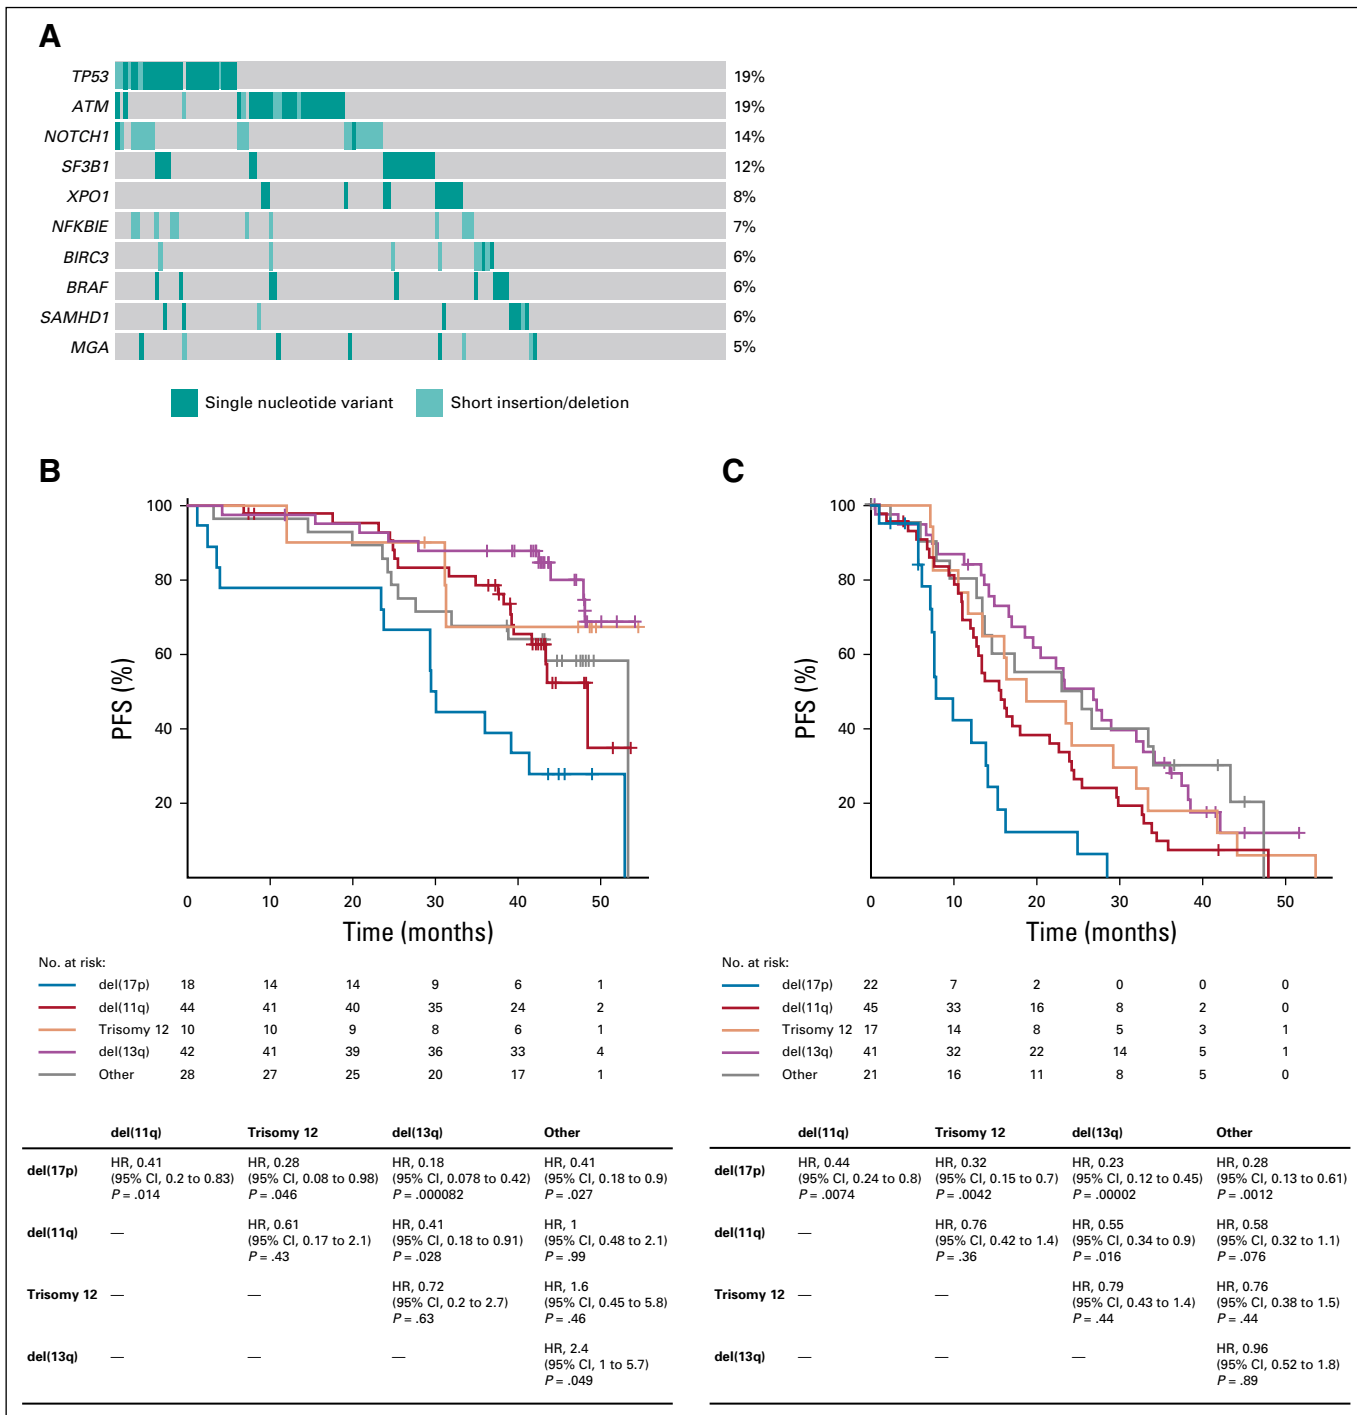 A
TP53 19%
ATM 19%
NOTCH1 14%
SF3B1 12%
XPO1 8%
NFKBIE 7%
BIRC3 6%
BRAF 6%
SAMHD1 6%
MGA 5%
Single nucleotide variant Short insertion/deletion
B
PFS (%)
100
80
60
40
20
0 10 20 30 40 50
Time (months)
No. at risk:
del(17p) 18 14 14 9 6 1
del(11q) 44 41 40 35 24 2
Trisomy 12 10 10 9 8 6 1
del(13q) 42 41 39 36 33 4
Other 28 27 25 20 17 1
del(11q) Trisomy 12 del(13q) Other
del(17p) HR, 0.41 HR, 0.28 HR, 0.18 HR, 0.41
(95% CI, 0.2 to 0.83) (95% CI, 0.08 to 0.98) (95% CI, 0.078 to 0.42) (95% CI, 0.18 to 0.9)
P = .014 P = .046 P = .000082 P = .027
del(11q) — HR, 0.61 HR, 0.41 HR, 1
(95% CI, 0.17 to 2.1) (95% CI, 0.18 to 0.91) (95% CI, 0.48 to 2.1)
P = .43 P = .028 P = .99
Trisomy 12 — — HR, 0.72 HR, 1.6
(95% CI, 0.2 to 2.7) (95% CI, 0.45 to 5.8)
P = .63 P = .46
del(13q) — — — HR, 2.4
(95% CI, 1 to 5.7)
P = .049
C
PFS (%)
100
80
60
40
20
0 10 20 30 40 50
Time (months)
No. at risk:
del(17p) 22 7 2 0 0 0
del(11q) 45 33 16 8 2 0
Trisomy 12 17 14 8 5 3 1
del(13q) 41 32 22 14 5 1
Other 21 16 11 8 5 0
del(11q) Trisomy 12 del(13q) Other
del(17p) HR, 0.44 HR, 0.32 HR, 0.23 HR, 0.28
(95% CI, 0.24 to 0.8) (95% CI, 0.15 to 0.7) (95% CI, 0.12 to 0.45) (95% CI, 0.13 to 0.61)
P = .0074 P = .0042 P = .00002 P = .0012
del(11q) — HR, 0.76 HR, 0.55 HR, 0.58
(95% CI, 0.42 to 1.4) (95% CI, 0.34 to 0.9) (95% CI, 0.32 to 1.1)
P = .36 P = .016 P = .076
Trisomy 12 — — HR, 0.79 HR, 0.76
(95% CI, 0.43 to 1.4) (95% CI, 0.38 to 1.5)
P = .44 P = .44
del(13q) — — — HR, 0.96
(95% CI, 0.52 to 1.8)
P = .89